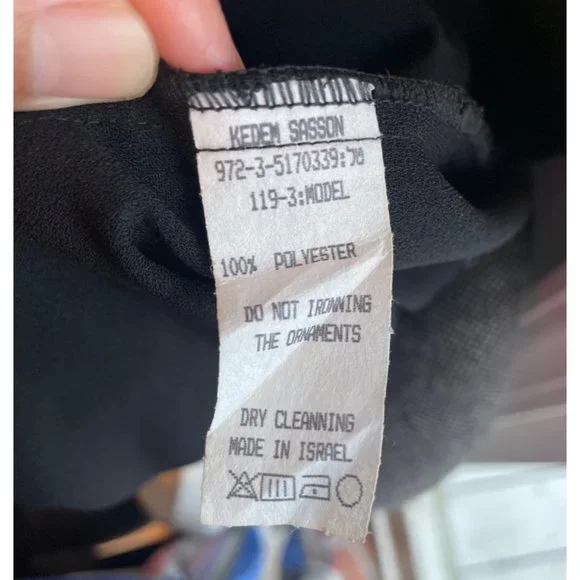 KEDEM SASSON
972-3-5170339:טל
119-3:MODEL
100% POLYESTER
DO NOT IRONNING
THE ORNAMENTS
DRY CLEANNING
MADE IN ISRAEL